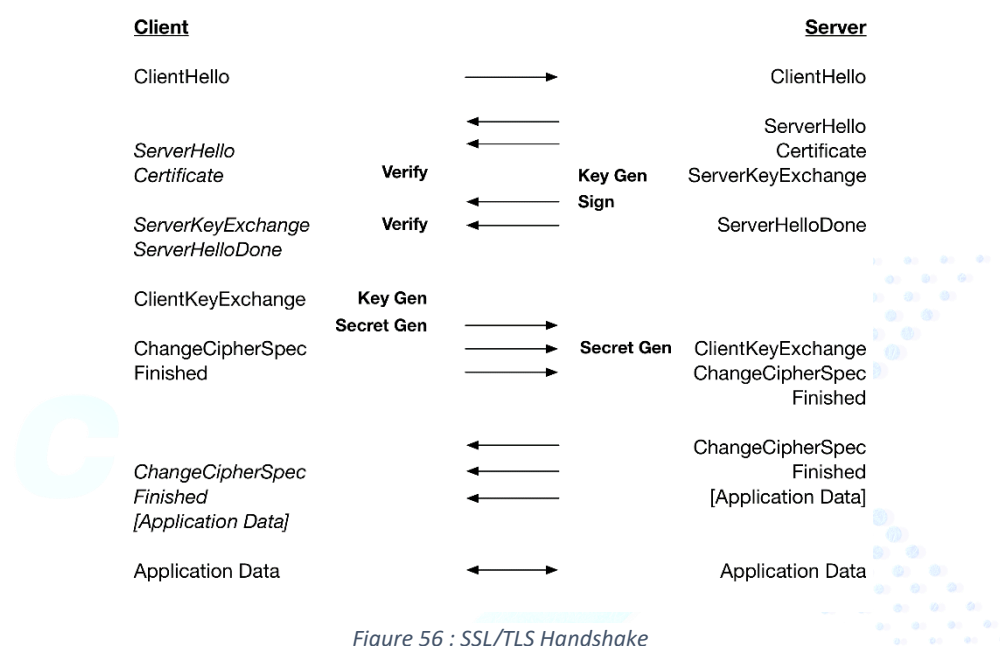 Client Server
ClientHello ClientHello
ServerHello
ServerHello Certificate
Certificate Verify Key Gen ServerKeyExchange
Sign
ServerKeyExchange Verify ServerHelloDone
ServerHelloDone
ClientKeyExchange Key Gen
Secret Gen
ChangeCipherSpec Secret Gen ClientKeyExchange
Finished ChangeCipherSpec
Finished
ChangeCipherSpec
ChangeCipherSpec Finished
Finished [Application Data]
[Application Data]
Application Data Application Data
Figure 56 : SSL/TLS Handshake